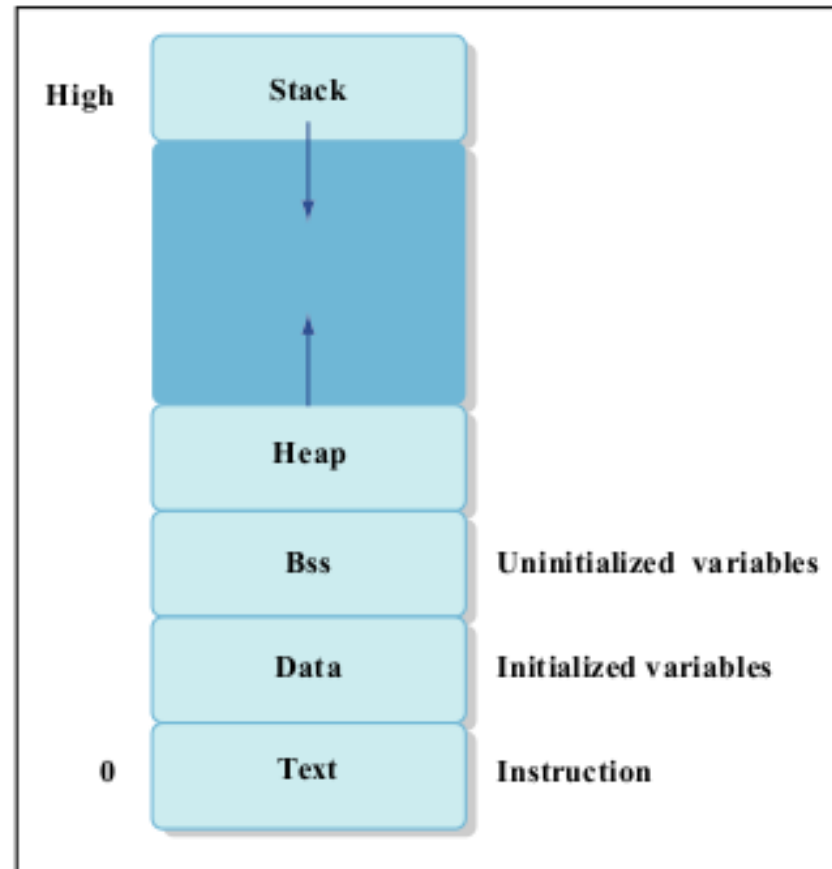 High Stack
Heap
Bss Uninitialized variables
Data Initialized variables
0 Text Instruction